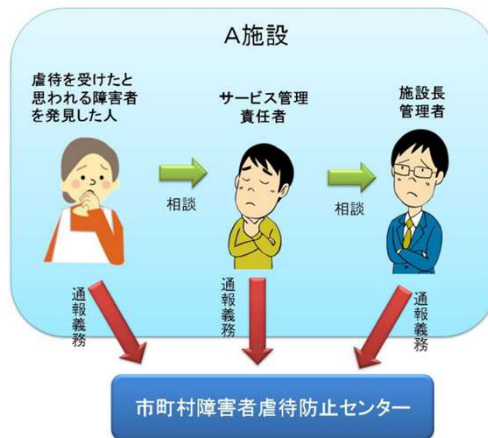 A施設
虐待を受けたと
思われる障害者
を発見した人
サービス管理
責任者
施設長
管理者
相談
相談
通報義務
通報義務
通報義務
市町村障害者虐待防止センター